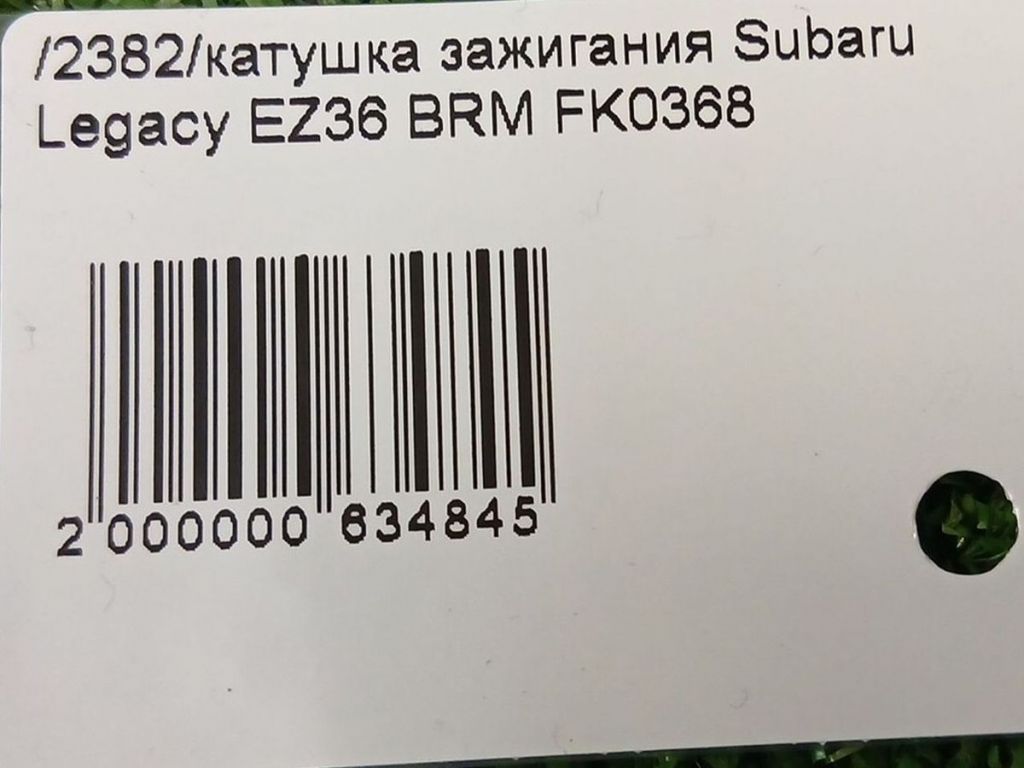 /2382/катушка зажигания Subaru
Legacy EZ36 BRM FK0368
2 000000 634845